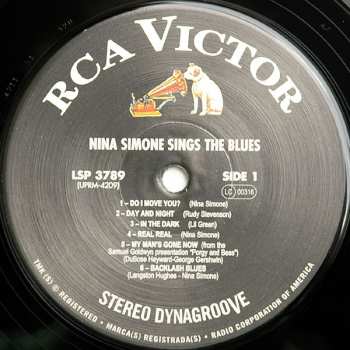 RCA VICTOR
NINA SIMONE SINGS THE BLUES
LSP 3789
(UPRM-4209)
SIDE 1
LC 00316
1 – DO I MOVE YOU? (Nina Simone)
2 – DAY AND NIGHT (Rudy Stevenson)
3 – IN THE DARK (Lil Green)
4 – REAL REAL (Nina Simone)
5 – MY MAN'S GONE NOW (from the
Samuel Goldwyn presentation "Porgy and Bess")
(DuBose Heyward-George Gershwin)
6 – BACKLASH BLUES
(Langston Hughes - Nina Simone)
STEREO DYNAGROOVE
TMK(S) ® REGISTERED • MARCA(S) REGISTRADA(S) • RADIO CORPORATION OF AMERICA